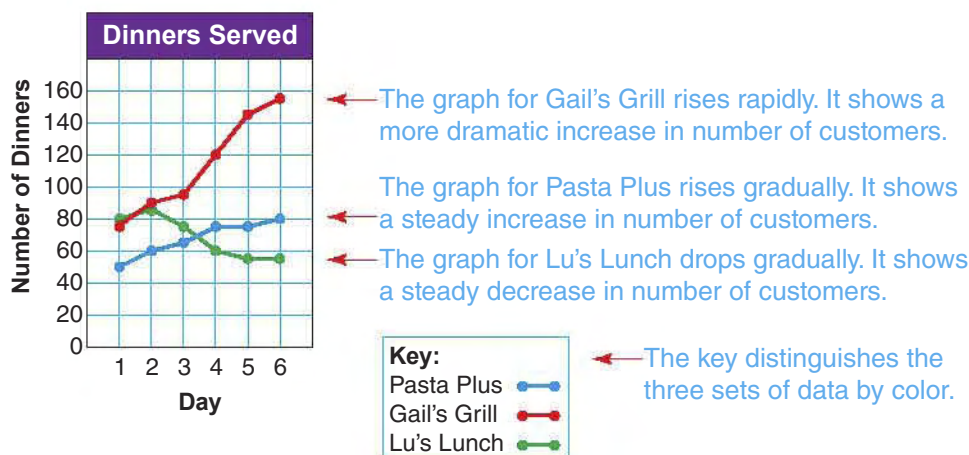 Dinners Served
Number of Dinners
160
140
120
100
80
60
40
20
0
1 2 3 4 5 6
Day
The graph for Gail's Grill rises rapidly. It shows a
more dramatic increase in number of customers.
The graph for Pasta Plus rises gradually. It shows
a steady increase in number of customers.
The graph for Lu's Lunch drops gradually. It shows
a steady decrease in number of customers.
Key:
Pasta Plus
Gail's Grill
Lu's Lunch
The key distinguishes the
three sets of data by color.